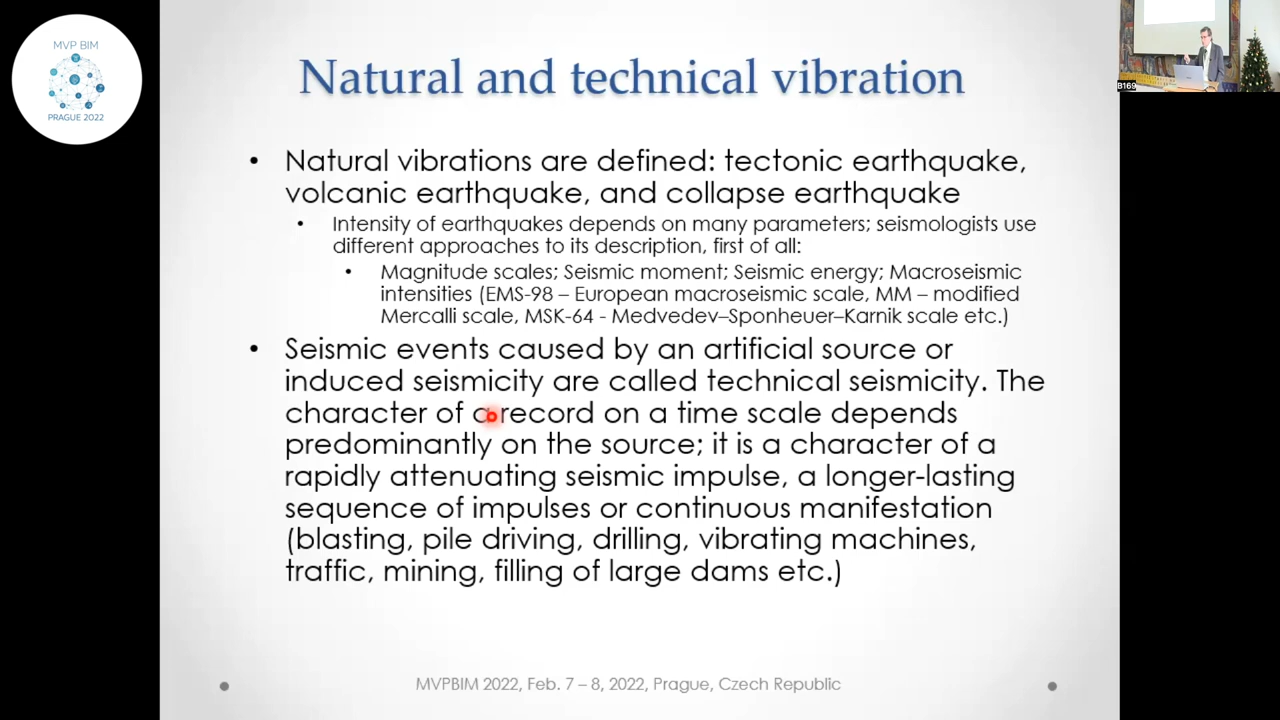 MVP BIM
PRAGUE 2022
Natural and technical vibration
B169
• Natural vibrations are defined: tectonic earthquake,
volcanic earthquake, and collapse earthquake
• Intensity of earthquakes depends on many parameters; seismologists use
different approaches to its description, first of all:
• Magnitude scales; Seismic moment; Seismic energy; Macroseismic
intensities (EMS-98 – European macroseismic scale, MM – modified
Mercalli scale, MSK-64 - Medvedev–Sponheuer–Karnik scale etc.)
• Seismic events caused by an artificial source or
induced seismicity are called technical seismicity. The
character of a record on a time scale depends
predominantly on the source; it is a character of a
rapidly attenuating seismic impulse, a longer-lasting
sequence of impulses or continuous manifestation
(blasting, pile driving, drilling, vibrating machines,
traffic, mining, filling of large dams etc.)
MVPBIM 2022, Feb. 7 – 8, 2022, Prague, Czech Republic